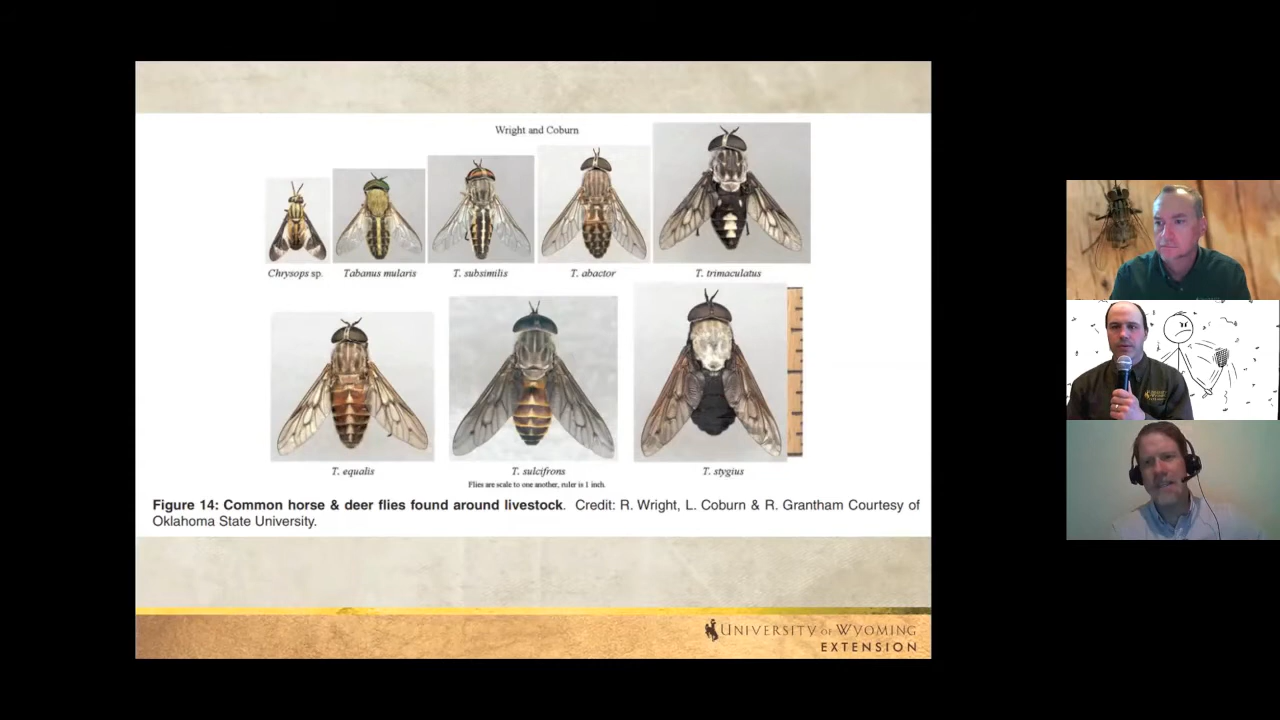 Wright and Coburn
Chrysops sp.
Tabanus mularis
T. subsimilis
T. abactor
T. trimaculatus
T. equalis
T. sulcifrons
T. stygius
Flies are scale to one another, ruler is 1 inch.
Figure 14: Common horse & deer flies found around livestock. Credit: R. Wright, L. Coburn & R. Grantham Courtesy of
Oklahoma State University.
UNIVERSITY OF WYOMING
EXTENSION